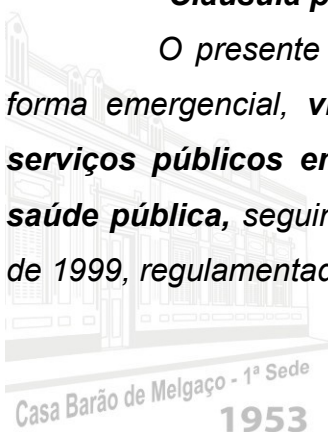 Cláusula p
O presente
forma emergencial, vi
serviços públicos em
saúde pública, seguin
de 1999, regulamentad
Casa Barão de Melgaço - 1ª Sede
1953